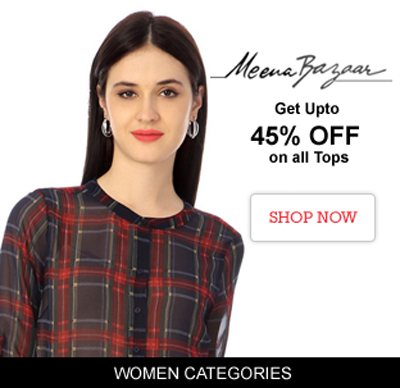 Meena Bazaar
Get Upto
45% OFF
on all Tops
SHOP NOW
WOMEN CATEGORIES